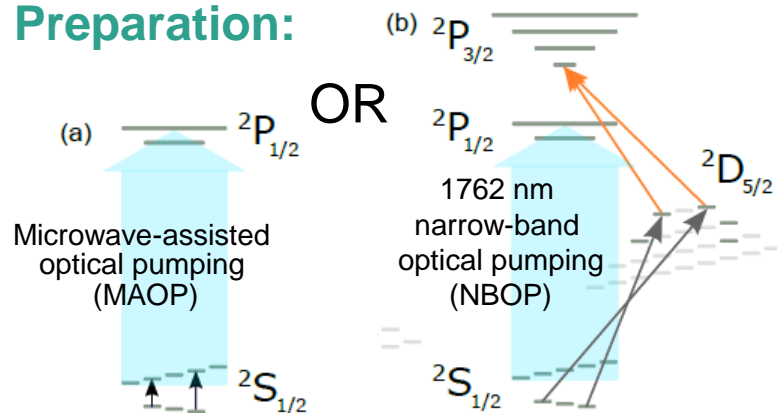 Preparation:
(a)
²P₁/₂
Microwave-assisted
optical pumping
(MAOP)
²S₁/₂
OR
(b)
²P₃/₂
²P₁/₂
²D₅/₂
1762 nm
narrow-band
optical pumping
(NBOP)
²S₁/₂